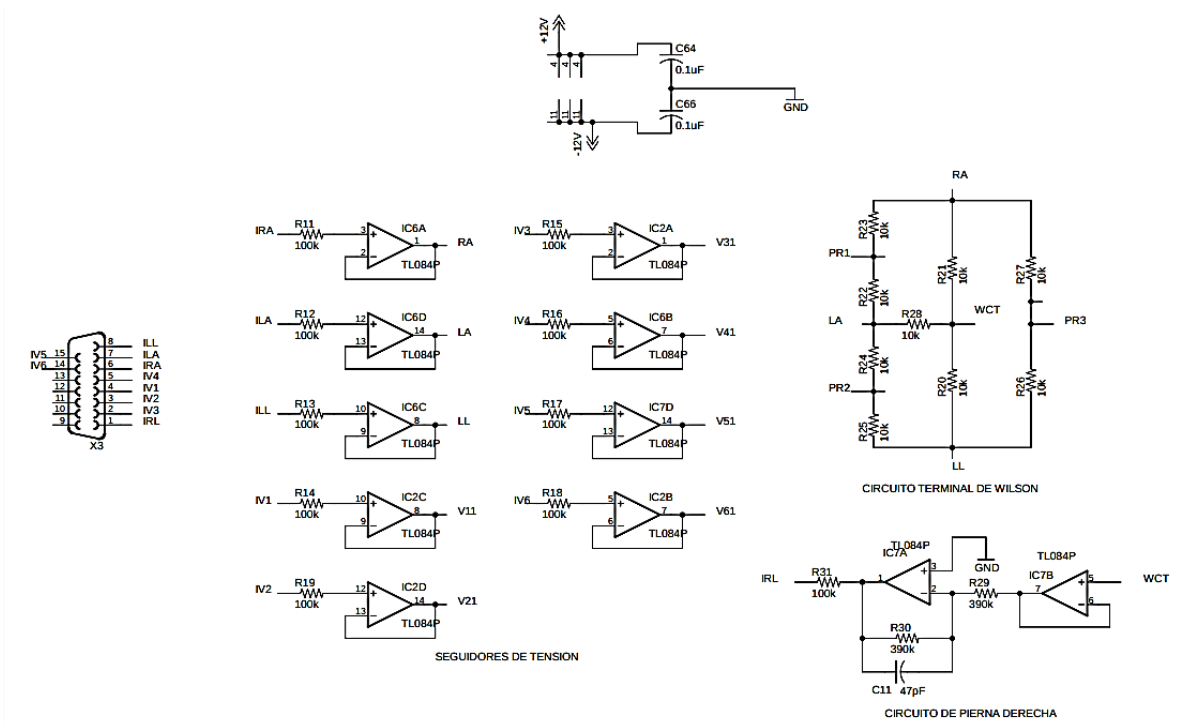 +12V
4 4 4
C64
0.1uF
GND
11 11 11
C66
0.1uF
-12V
IRA
R11
100k
3
2
+
-
IC6A
1
TL084P
RA
IV3
R15
100k
3
2
+
-
IC2A
1
TL084P
V31
ILA
R12
100k
12
13
+
-
IC6D
14
TL084P
LA
IV4
R16
100k
5
6
+
-
IC6B
7
TL084P
V41
ILL
R13
100k
10
9
+
-
IC6C
8
TL084P
LL
IV5
R17
100k
12
13
+
-
IC7D
14
TL084P
V51
IV1
R14
100k
10
9
+
-
IC2C
8
TL084P
V11
IV6
R18
100k
5
6
+
-
IC2B
7
TL084P
V61
IV2
R19
100k
12
13
+
-
IC2D
14
TL084P
V21
SEGUIDORES DE TENSION
IV5 15
IV6 14
13
12
11
10
9
8 ILL
7 ILA
6 IRA
5 IV4
4 IV1
3 IV2
2 IV3
1 IRL
X3
RA
R23
10k
PR1
R22
10k
R21
10k
R27
10k
LA
R28
10k
WCT
PR3
R24
10k
PR2
R25
10k
R20
10k
R26
10k
LL
CIRCUITO TERMINAL DE WILSON
IRL
R31
100k
TL084P
IC7A
1
3
2
+
-
GND
R29
390k
TL084P
IC7B
7
5
6
+
-
WCT
R30
390k
C11 47pF
CIRCUITO DE PIERNA DERECHA